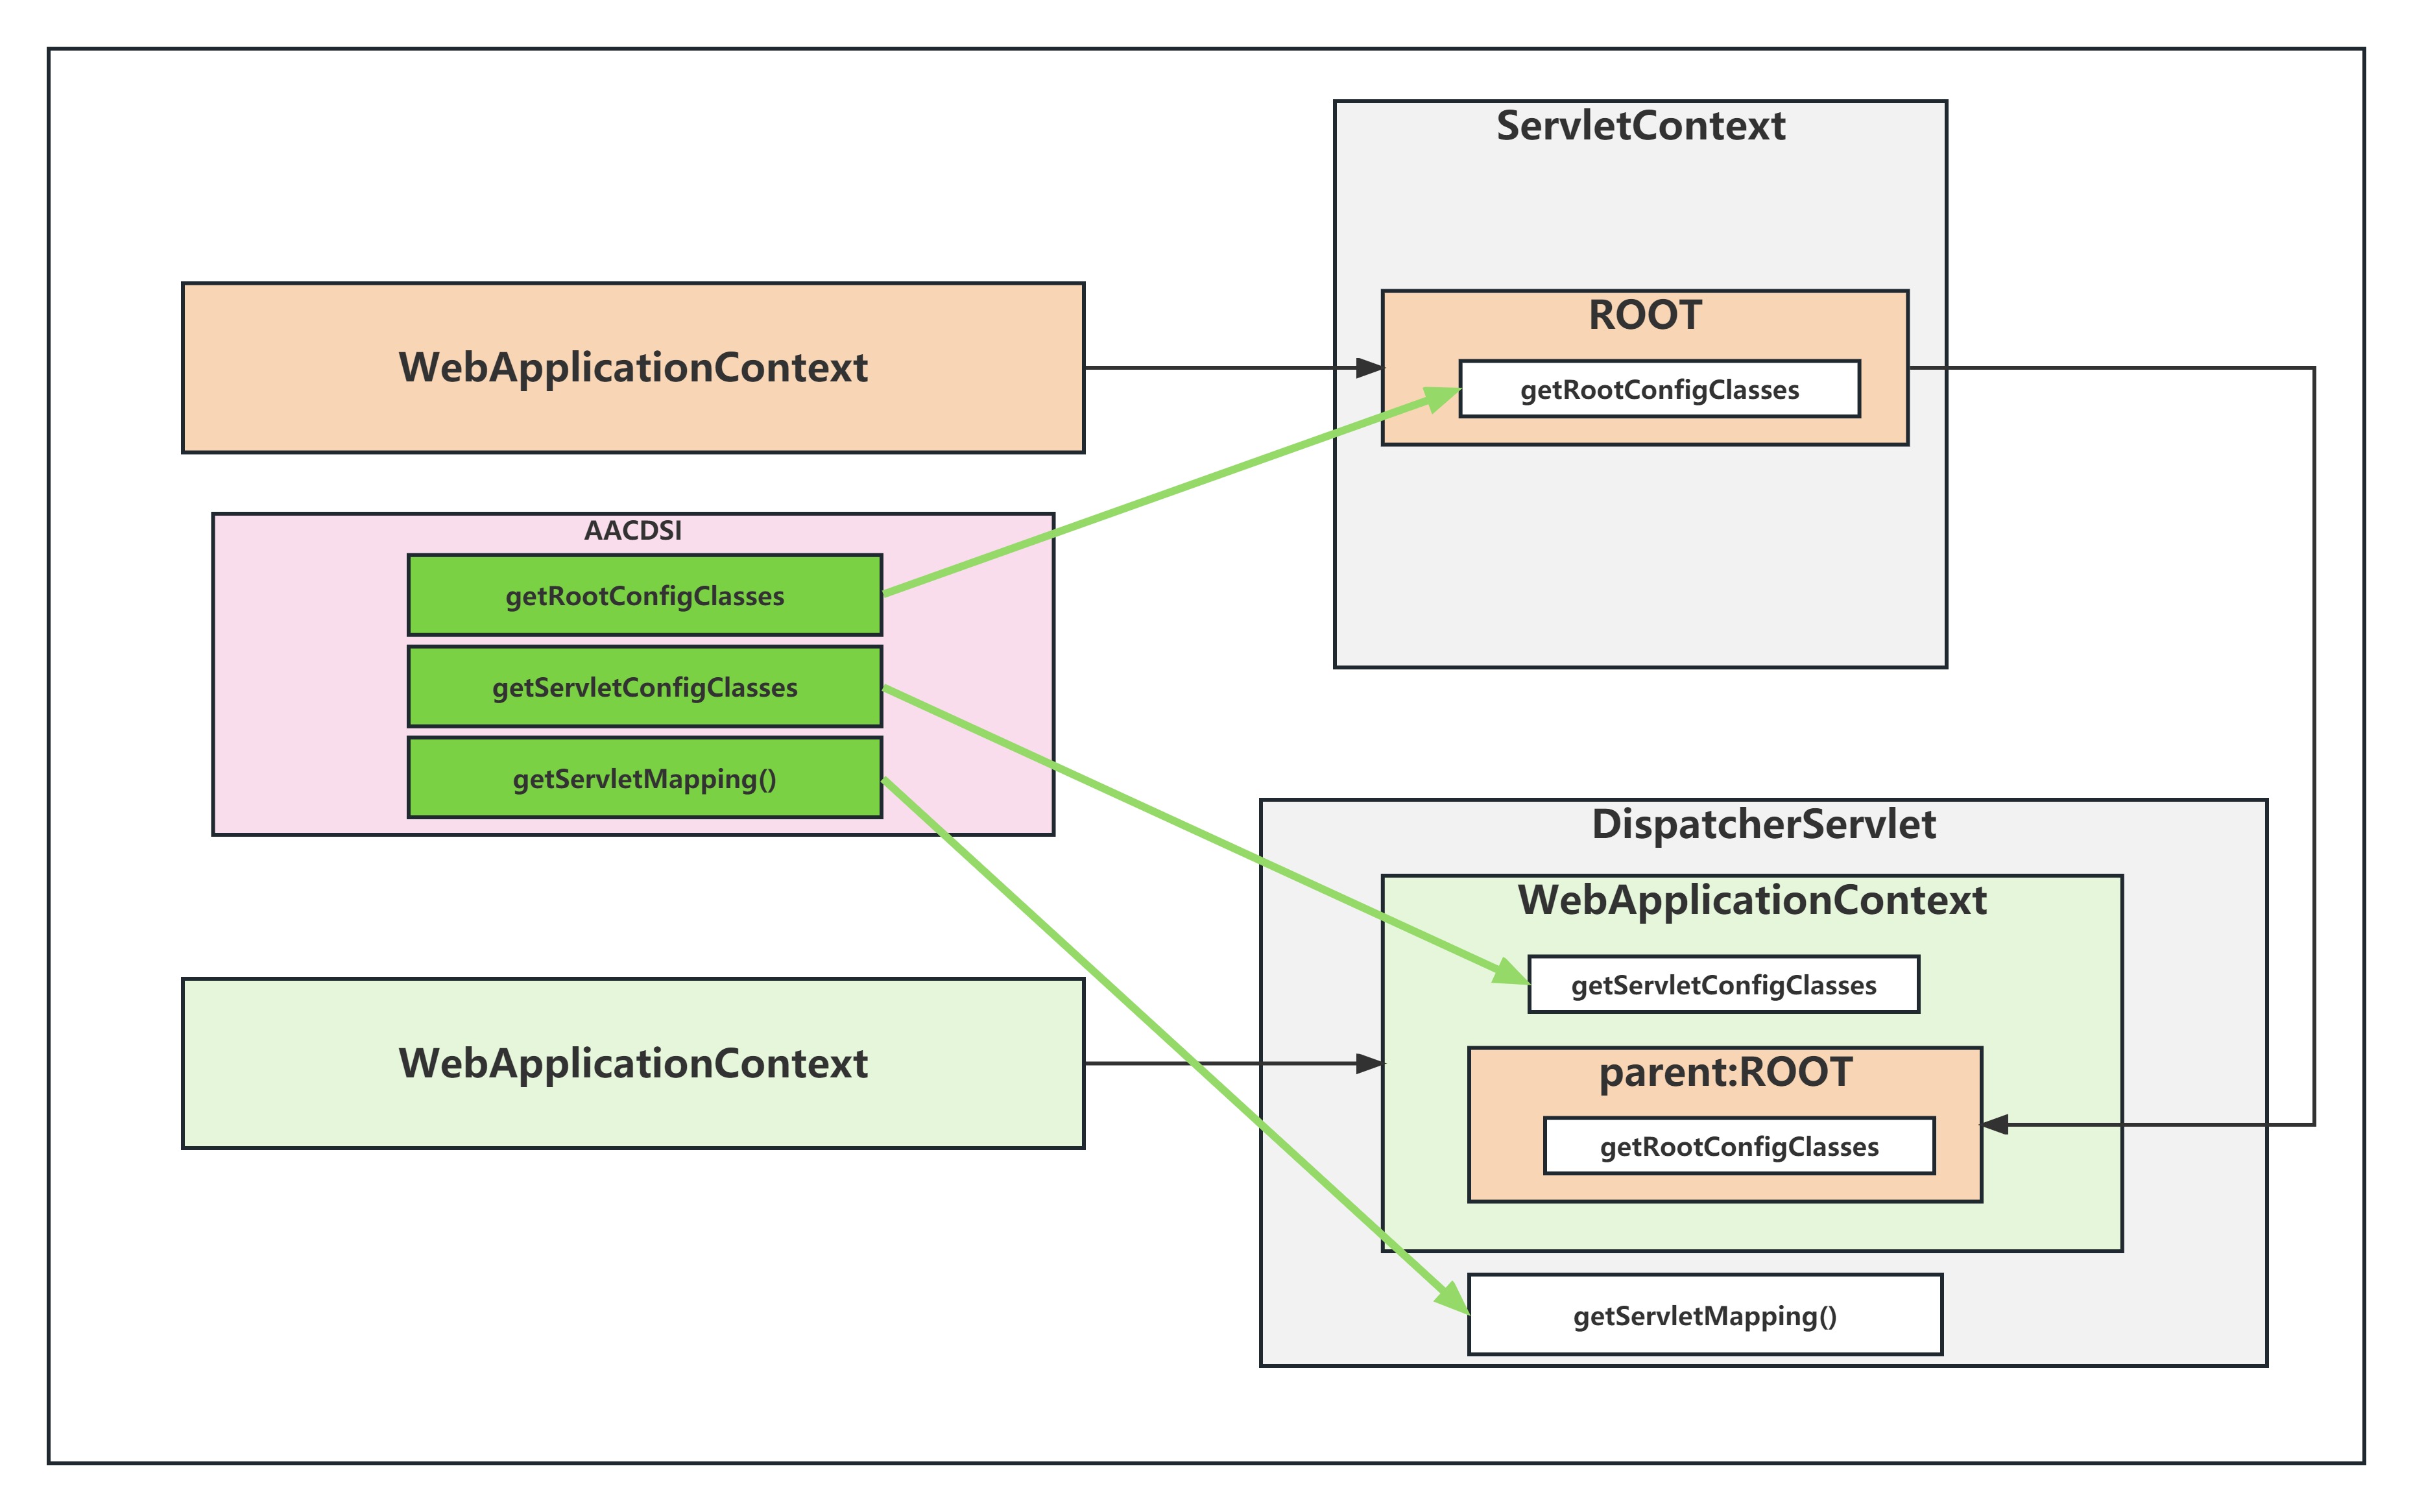 ServletContext
WebApplicationContext
ROOT
getRootConfigClasses
AACDSI
getRootConfigClasses
getServletConfigClasses
getServletMapping()
DispatcherServlet
WebApplicationContext
getServletConfigClasses
WebApplicationContext
parent:ROOT
getRootConfigClasses
getServletMapping()